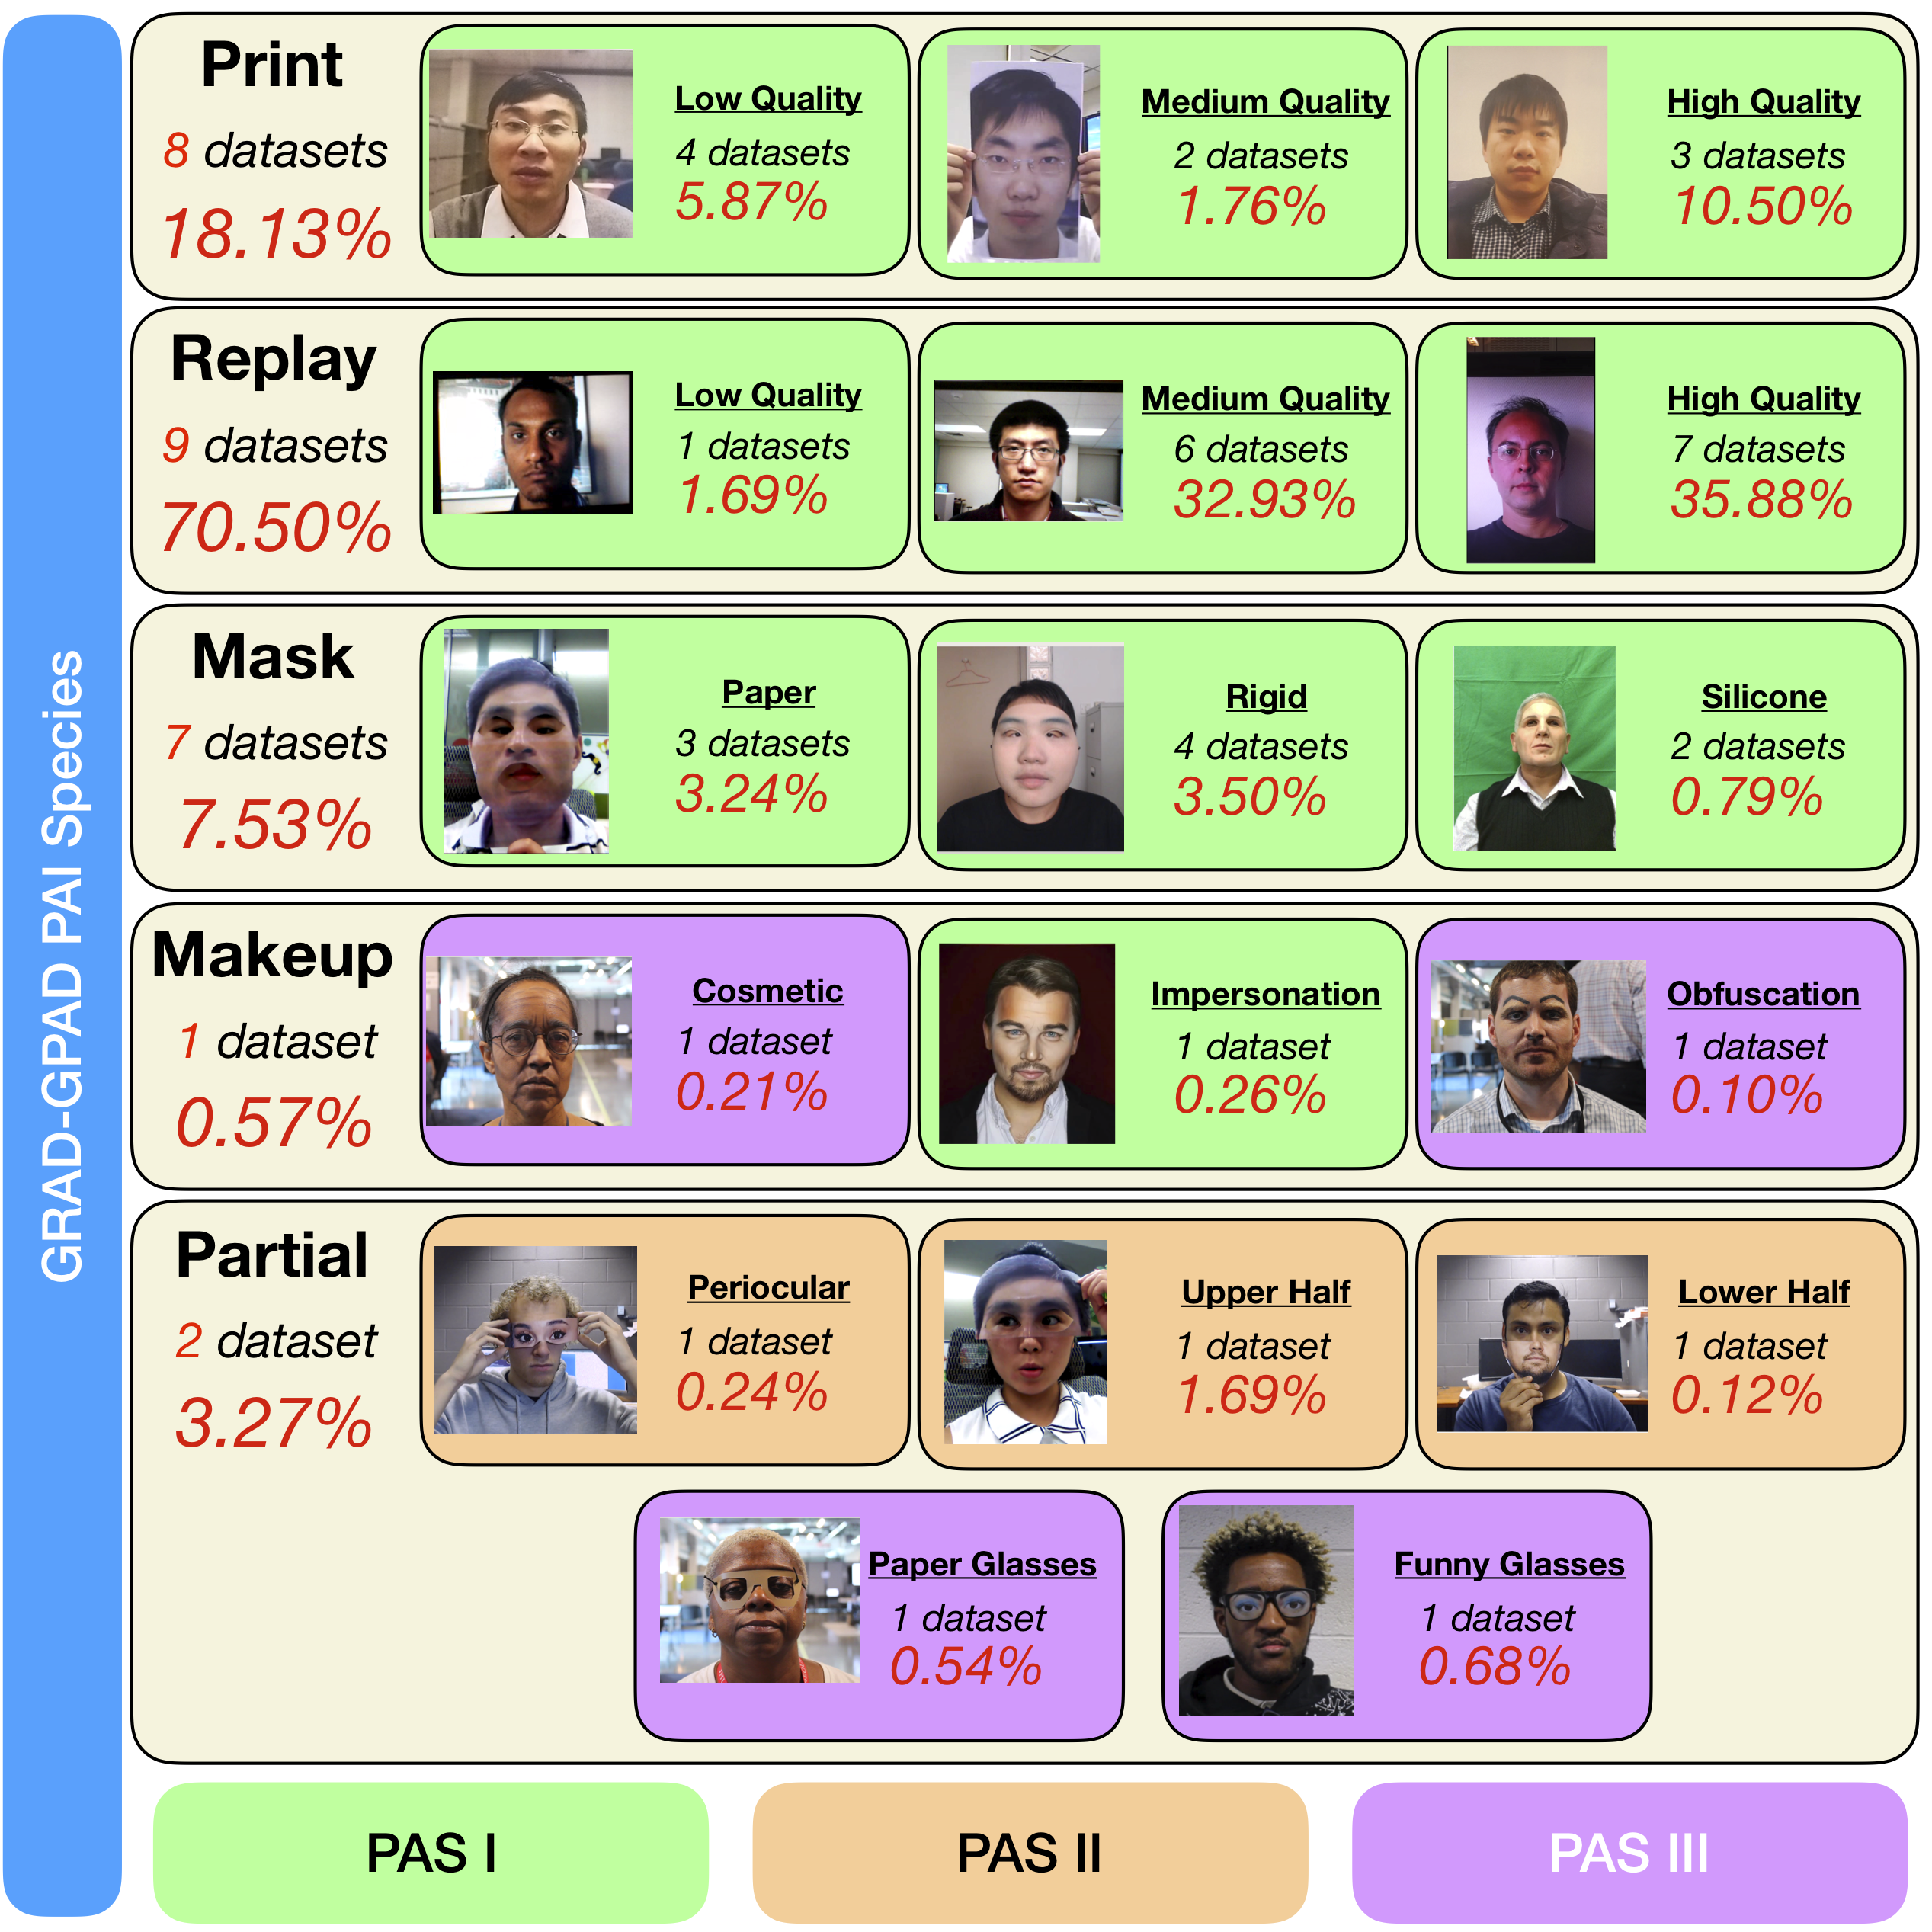 GRAD-GPAD PAI Species
Print
8 datasets
18.13%
Low Quality
4 datasets
5.87%
Medium Quality
2 datasets
1.76%
High Quality
3 datasets
10.50%
Replay
9 datasets
70.50%
Low Quality
1 datasets
1.69%
Medium Quality
6 datasets
32.93%
High Quality
7 datasets
35.88%
Mask
7 datasets
7.53%
Paper
3 datasets
3.24%
Rigid
4 datasets
3.50%
Silicone
2 datasets
0.79%
Makeup
1 dataset
0.57%
Cosmetic
1 dataset
0.21%
Impersonation
1 dataset
0.26%
Obfuscation
1 dataset
0.10%
Partial
2 dataset
3.27%
Periocular
1 dataset
0.24%
Upper Half
1 dataset
1.69%
Lower Half
1 dataset
0.12%
Paper Glasses
1 dataset
0.54%
Funny Glasses
1 dataset
0.68%
PAS I
PAS II
PAS III